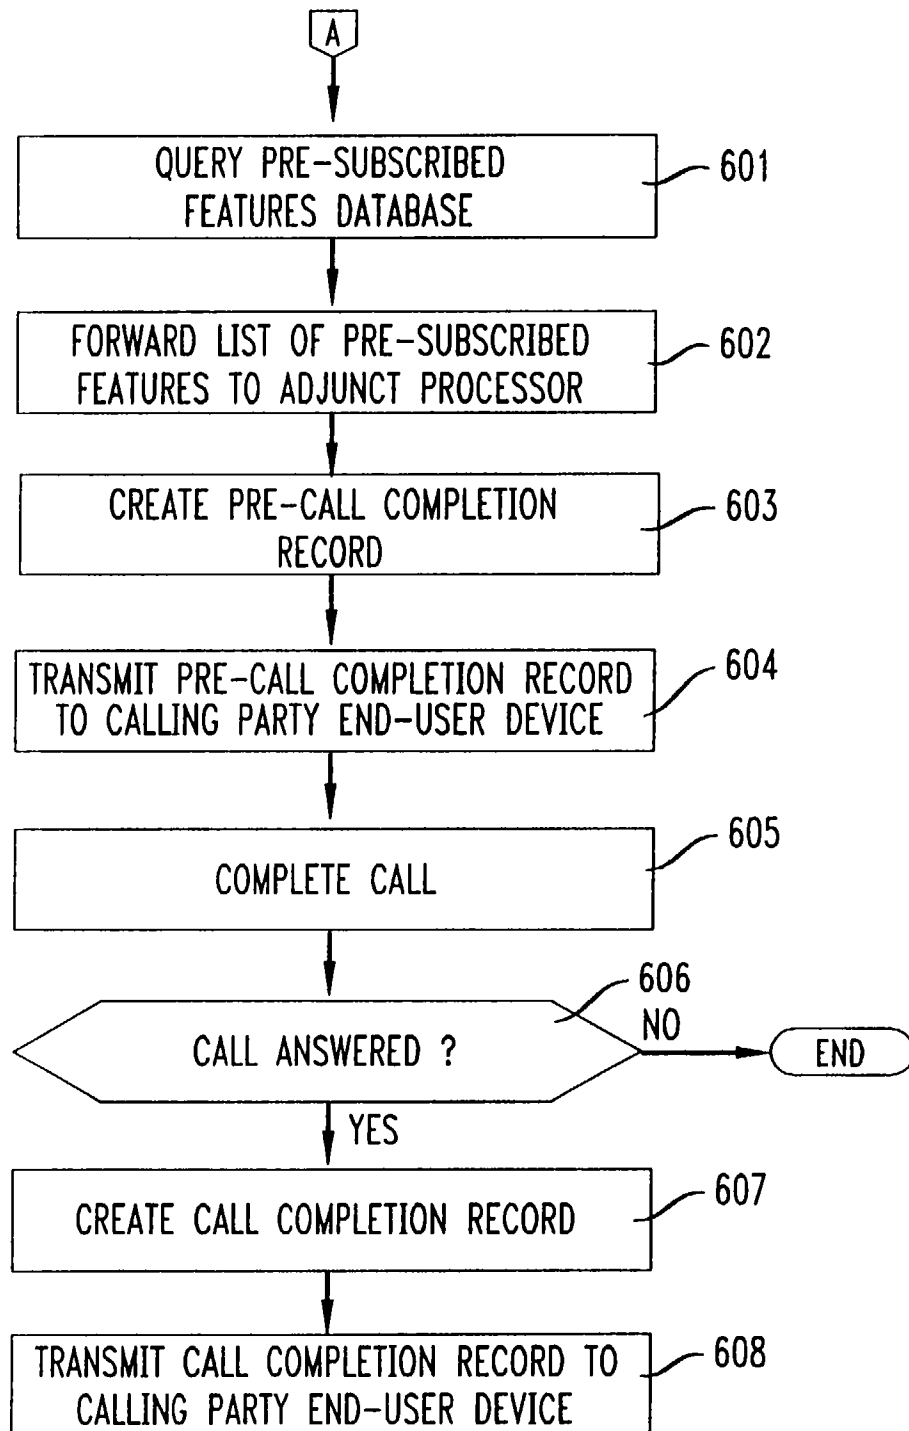 A
QUERY PRE-SUBSCRIBED
FEATURES DATABASE
601
FORWARD LIST OF PRE-SUBSCRIBED
FEATURES TO ADJUNCT PROCESSOR
602
CREATE PRE-CALL COMPLETION
RECORD
603
TRANSMIT PRE-CALL COMPLETION RECORD
TO CALLING PARTY END-USER DEVICE
604
COMPLETE CALL
605
CALL ANSWERED ?
606
NO
END
YES
CREATE CALL COMPLETION RECORD
607
TRANSMIT CALL COMPLETION RECORD TO
CALLING PARTY END-USER DEVICE
608